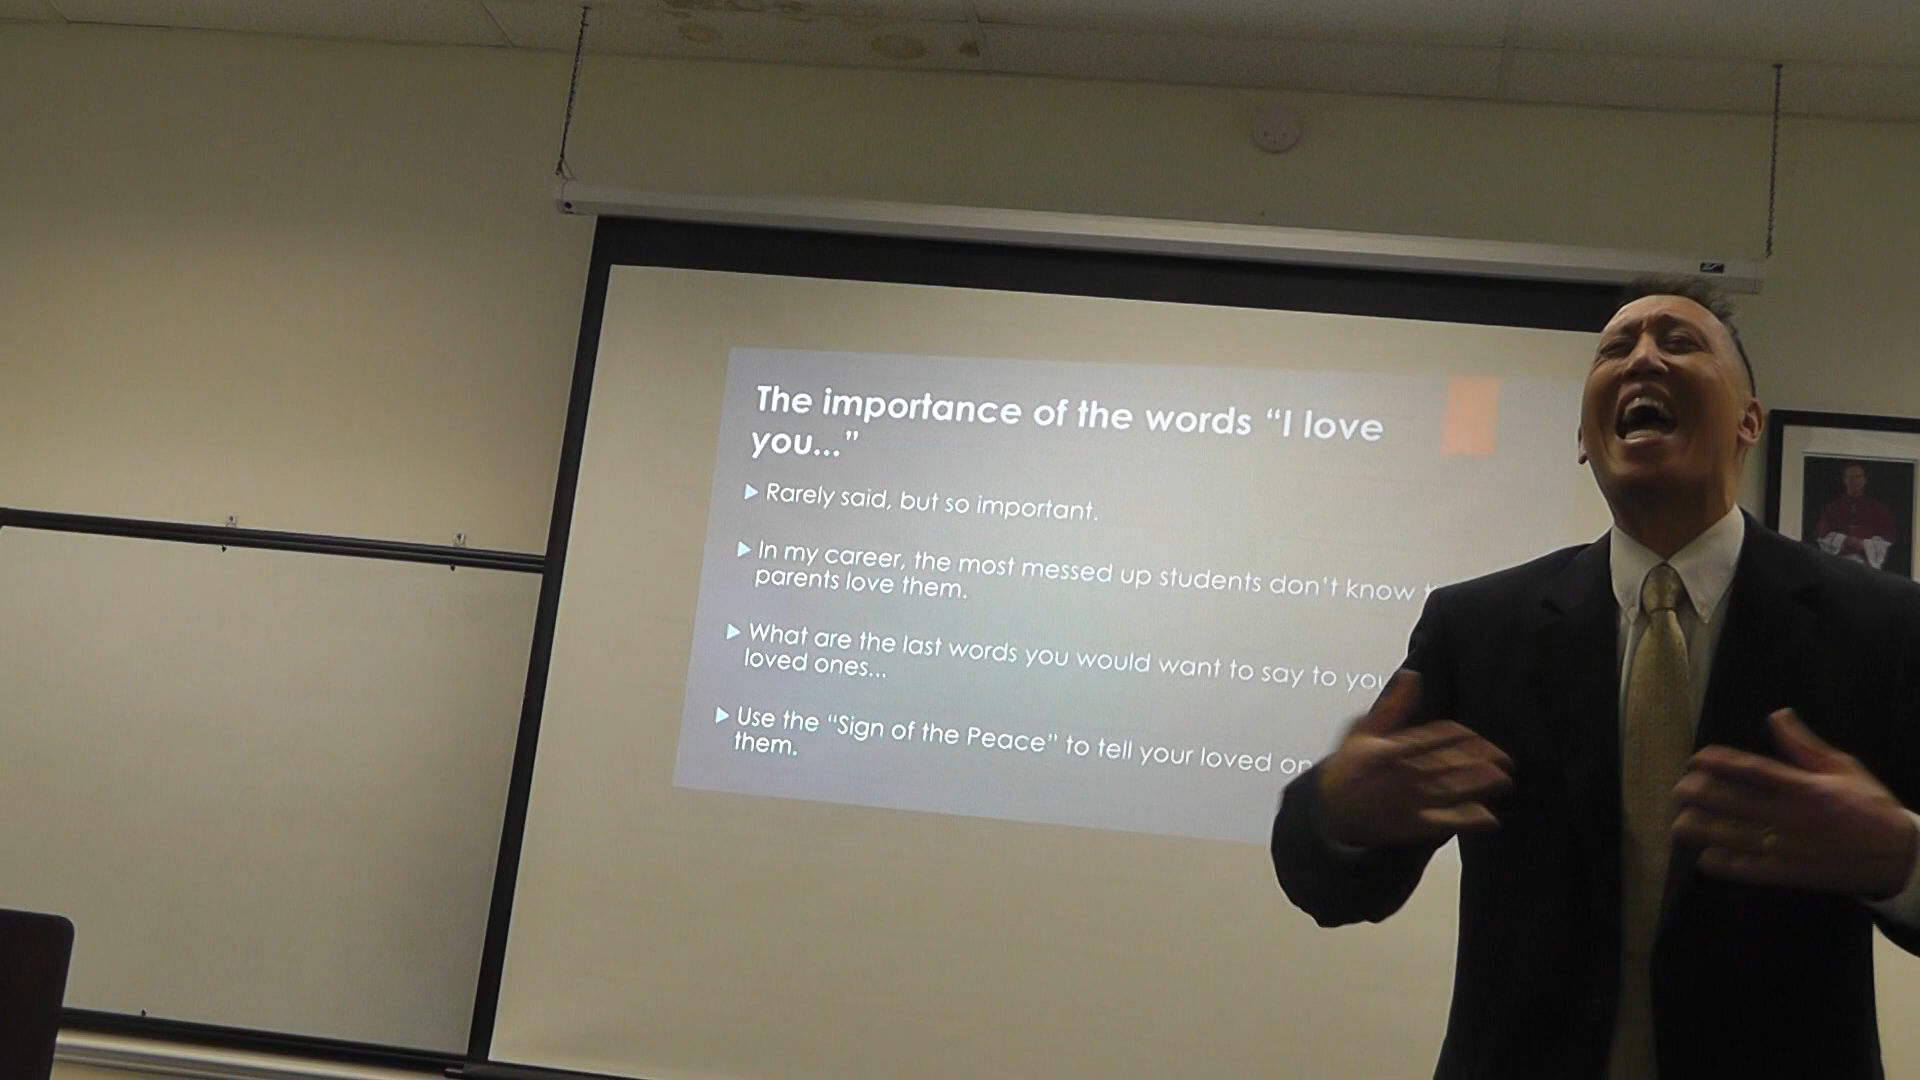 The importance of the words “I love
you...”
Rarely said, but so important.
In my career, the most messed up students don’t know
parents love them.
What are the last words you would want to say to
loved ones...
Use the “Sign of the Peace” to tell your loved
them.